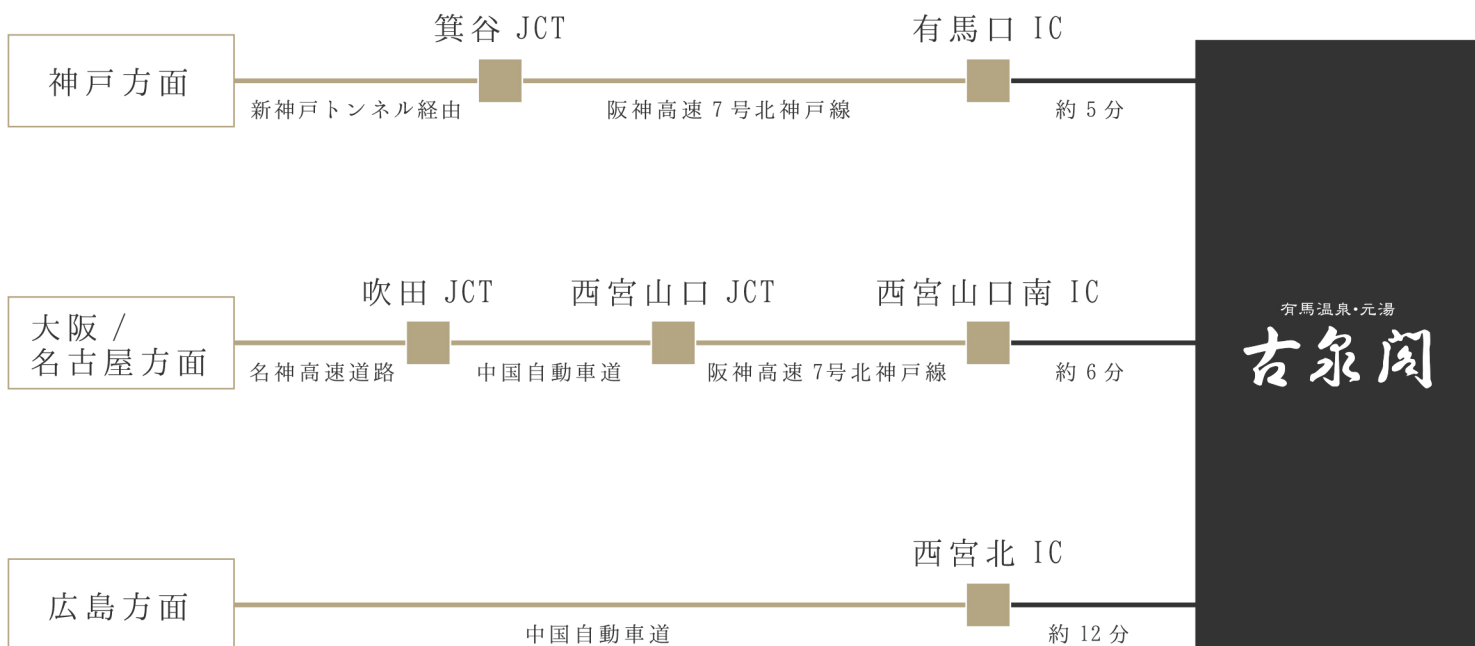 箕谷 JCT
有馬口 IC
神戸方面
新神戸トンネル経由
阪神高速 7 号北神戸線
約 5 分
吹田 JCT
西宮山口 JCT
西宮山口南 IC
大阪 /
名古屋方面
名神高速道路
中国自動車道
阪神高速 7号北神戸線
約 6 分
有馬温泉・元湯
古泉閣
西宮北 IC
広島方面
中国自動車道
約 12 分